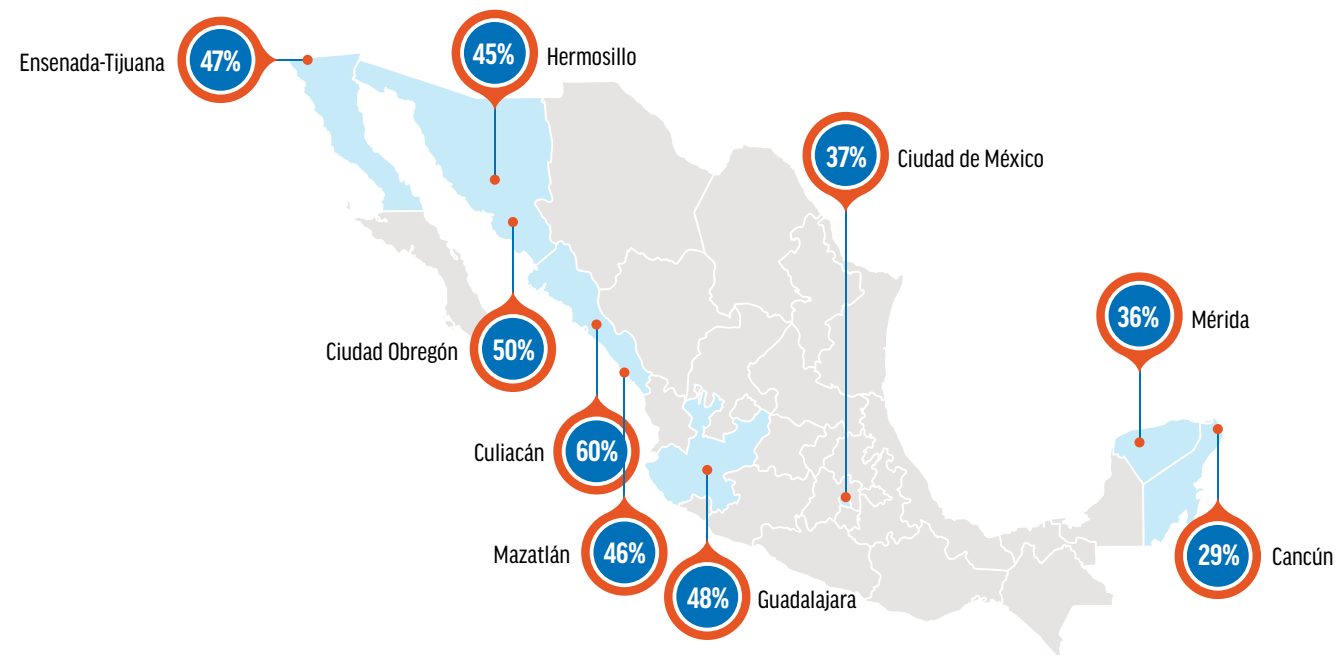 Ensenada-Tijuana
47%
45%
Hermosillo
37%
Ciudad de México
36%
Mérida
Ciudad Obregón
50%
Culiacán
60%
Mazatlán
46%
48%
Guadalajara
29%
Cancún